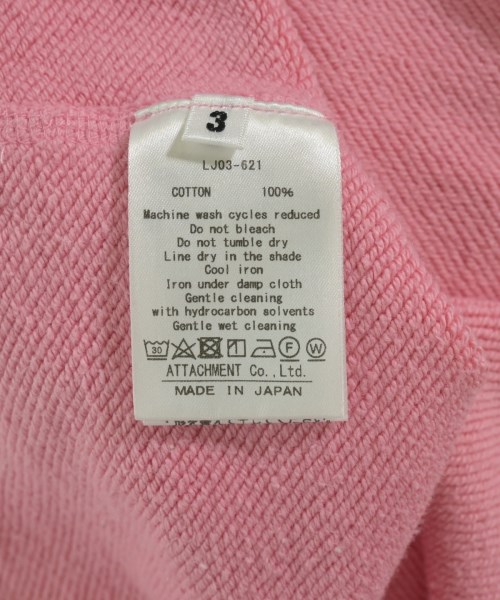 3
LJ03-621
COTTON 100%
Machine wash cycles reduced
Do not bleach
Do not tumble dry
Line dry in the shade
Cool iron
Iron under damp cloth
Gentle cleaning
with hydrocarbon solvents
Gentle wet cleaning
30 F W
ATTACHMENT Co.,Ltd.
MADE IN JAPAN